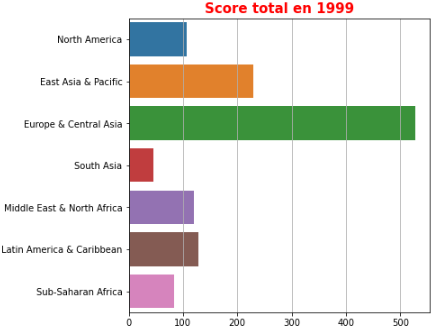 Score total en 1999
North America
East Asia & Pacific
Europe & Central Asia
South Asia
Middle East & North Africa
Latin America & Caribbean
Sub-Saharan Africa
0 100 200 300 400 500